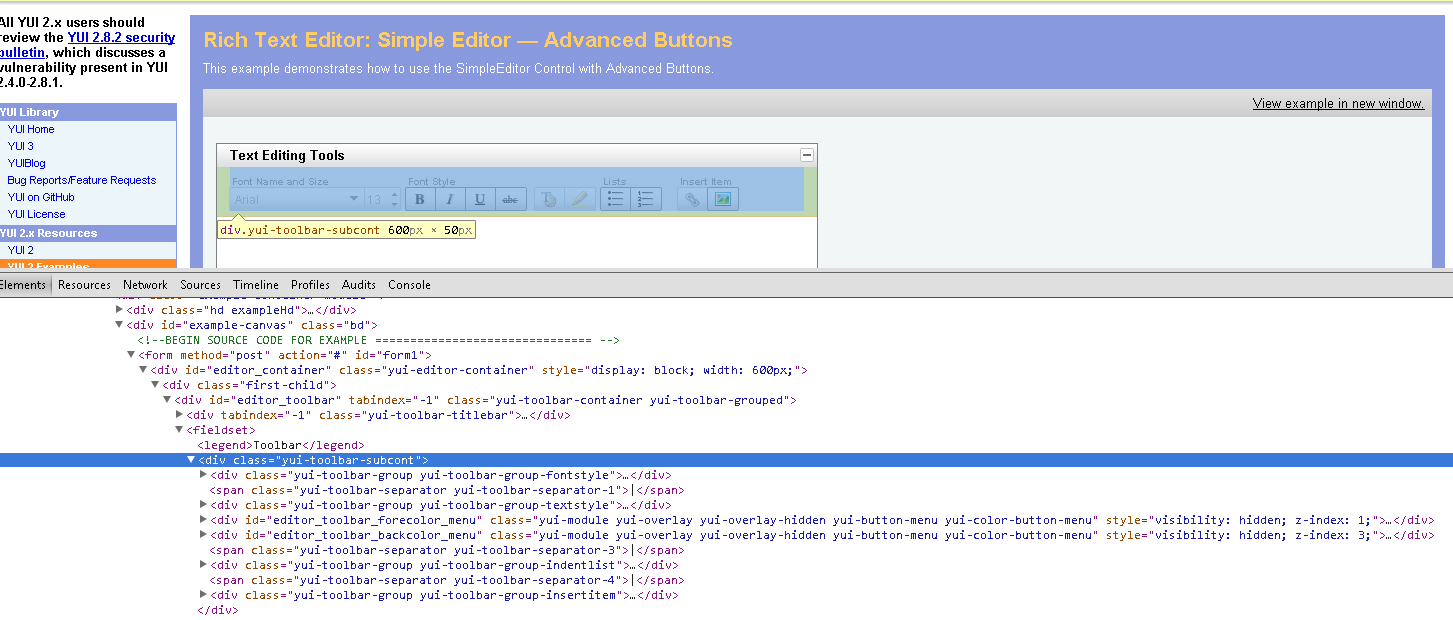 All YUI 2.x users should
review the YUI 2.8.2 security
bulletin, which discusses a
vulnerability present in YUI
2.4.0-2.8.1.
YUI Library
YUI Home
YUI 3
YUIBlog
Bug Reports/Feature Requests
YUI on GitHub
YUI License
YUI 2.x Resources
YUI 2
YUI 2 Examples
Rich Text Editor: Simple Editor — Advanced Buttons
This example demonstrates how to use the SimpleEditor Control with Advanced Buttons.
View example in new window.
Text Editing Tools
Font Name and Size Font Style Lists Insert Item
Arial 13 B I U abc
div.yui-toolbar-subcont 600px × 50px
Elements Resources Network Sources Timeline Profiles Audits Console
<div class="hd exampleHd">…</div>
<div id="example-canvas" class="bd">
<!--BEGIN SOURCE CODE FOR EXAMPLE =============================== -->
<form method="post" action="#" id="form1">
<div id="editor_container" class="yui-editor-container" style="display: block; width: 600px;">
<div class="first-child">
<div id="editor_toolbar" tabindex="-1" class="yui-toolbar-container yui-toolbar-grouped">
<div tabindex="-1" class="yui-toolbar-titlebar">…</div>
<fieldset>
<legend>Toolbar</legend>
<div class="yui-toolbar-subcont">
<div class="yui-toolbar-group yui-toolbar-group-fontstyle">…</div>
<span class="yui-toolbar-separator yui-toolbar-separator-1">|</span>
<div class="yui-toolbar-group yui-toolbar-group-textstyle">…</div>
<div id="editor_toolbar_forecolor_menu" class="yui-module yui-overlay yui-overlay-hidden yui-button-menu yui-color-button-menu" style="visibility: hidden; z-index: 1;">…</div>
<div id="editor_toolbar_backcolor_menu" class="yui-module yui-overlay yui-overlay-hidden yui-button-menu yui-color-button-menu" style="visibility: hidden; z-index: 3;">…</div>
<span class="yui-toolbar-separator yui-toolbar-separator-3">|</span>
<div class="yui-toolbar-group yui-toolbar-group-indentlist">…</div>
<span class="yui-toolbar-separator yui-toolbar-separator-4">|</span>
<div class="yui-toolbar-group yui-toolbar-group-insertitem">…</div>
</div>